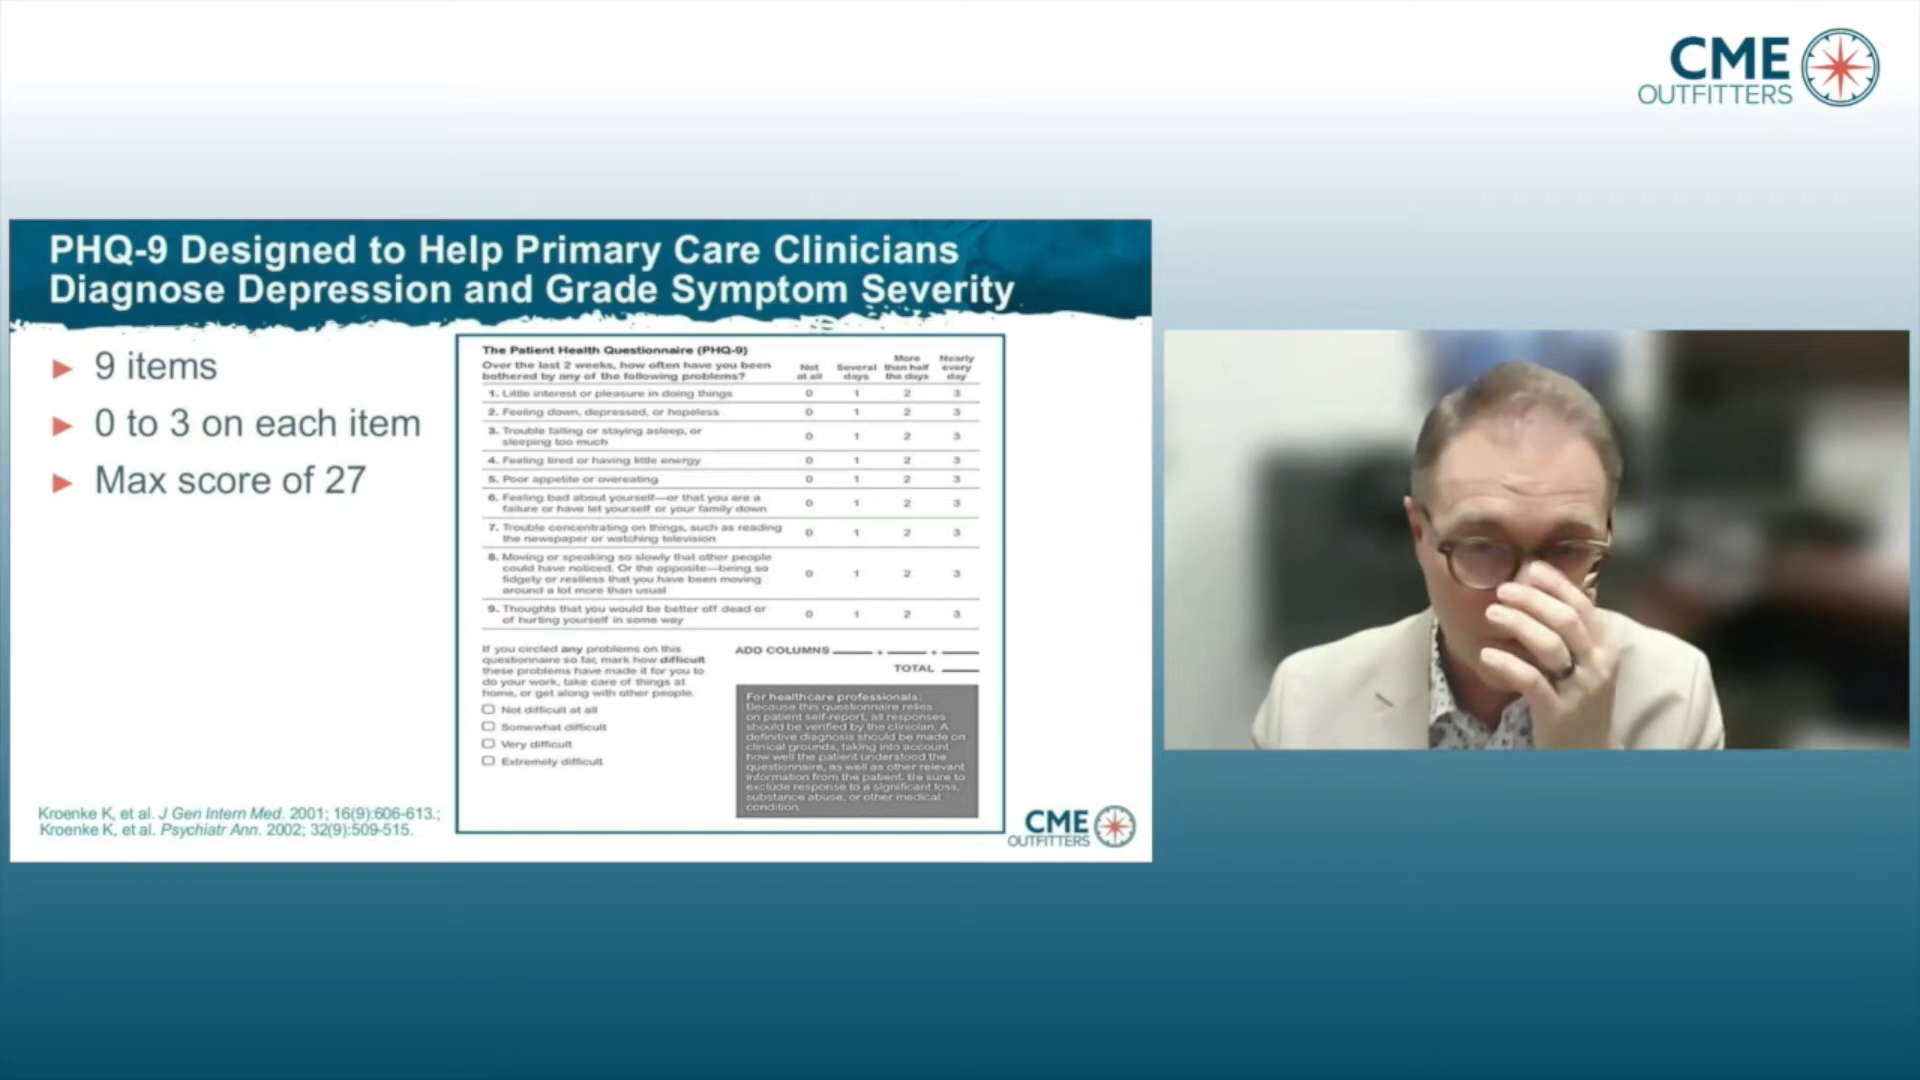 CME
OUTFITTERS
PHQ-9 Designed to Help Primary Care Clinicians
Diagnose Depression and Grade Symptom Severity
► 9 items
► 0 to 3 on each item
► Max score of 27
The Patient Health Questionnaire (PHQ-9)
Over the last 2 weeks, how often have you been
bothered by any of the following problems?
Not
at all
Several
days
More
than half
the days
Nearly
every
day
1. Little interest or pleasure in doing things 0 1 2 3
2. Feeling down, depressed, or hopeless 0 1 2 3
3. Trouble falling or staying asleep, or
sleeping too much 0 1 2 3
4. Feeling tired or having little energy 0 1 2 3
5. Poor appetite or overeating 0 1 2 3
6. Feeling bad about yourself—or that you are a
failure or have let yourself or your family down 0 1 2 3
7. Trouble concentrating on things, such as reading
the newspaper or watching television 0 1 2 3
8. Moving or speaking so slowly that other people
could have noticed. Or the opposite—being so
fidgety or restless that you have been moving
around a lot more than usual 0 1 2 3
9. Thoughts that you would be better off dead or
of hurting yourself in some way 0 1 2 3
If you circled any problems on this
questionnaire so far, mark how difficult
these problems have made it for you to
do your work, take care of things at
home, or get along with other people.
Not difficult at all
Somewhat difficult
Very difficult
Extremely difficult
ADD COLUMNS ____ + ____ + ____
TOTAL ____
For healthcare professionals:
Because this questionnaire relies
on patient self-report, all responses
should be verified by the clinician. A
definitive diagnosis should be made on
clinical grounds, taking into account
how well the patient understood the
questionnaire, as well as other relevant
information from the patient. Be sure to
exclude response to a significant loss,
substance abuse, or other medical
condition.
Kroenke K, et al. J Gen Intern Med. 2001; 16(9):606-613.;
Kroenke K, et al. Psychiatr Ann. 2002; 32(9):509-515.
CME
OUTFITTERS